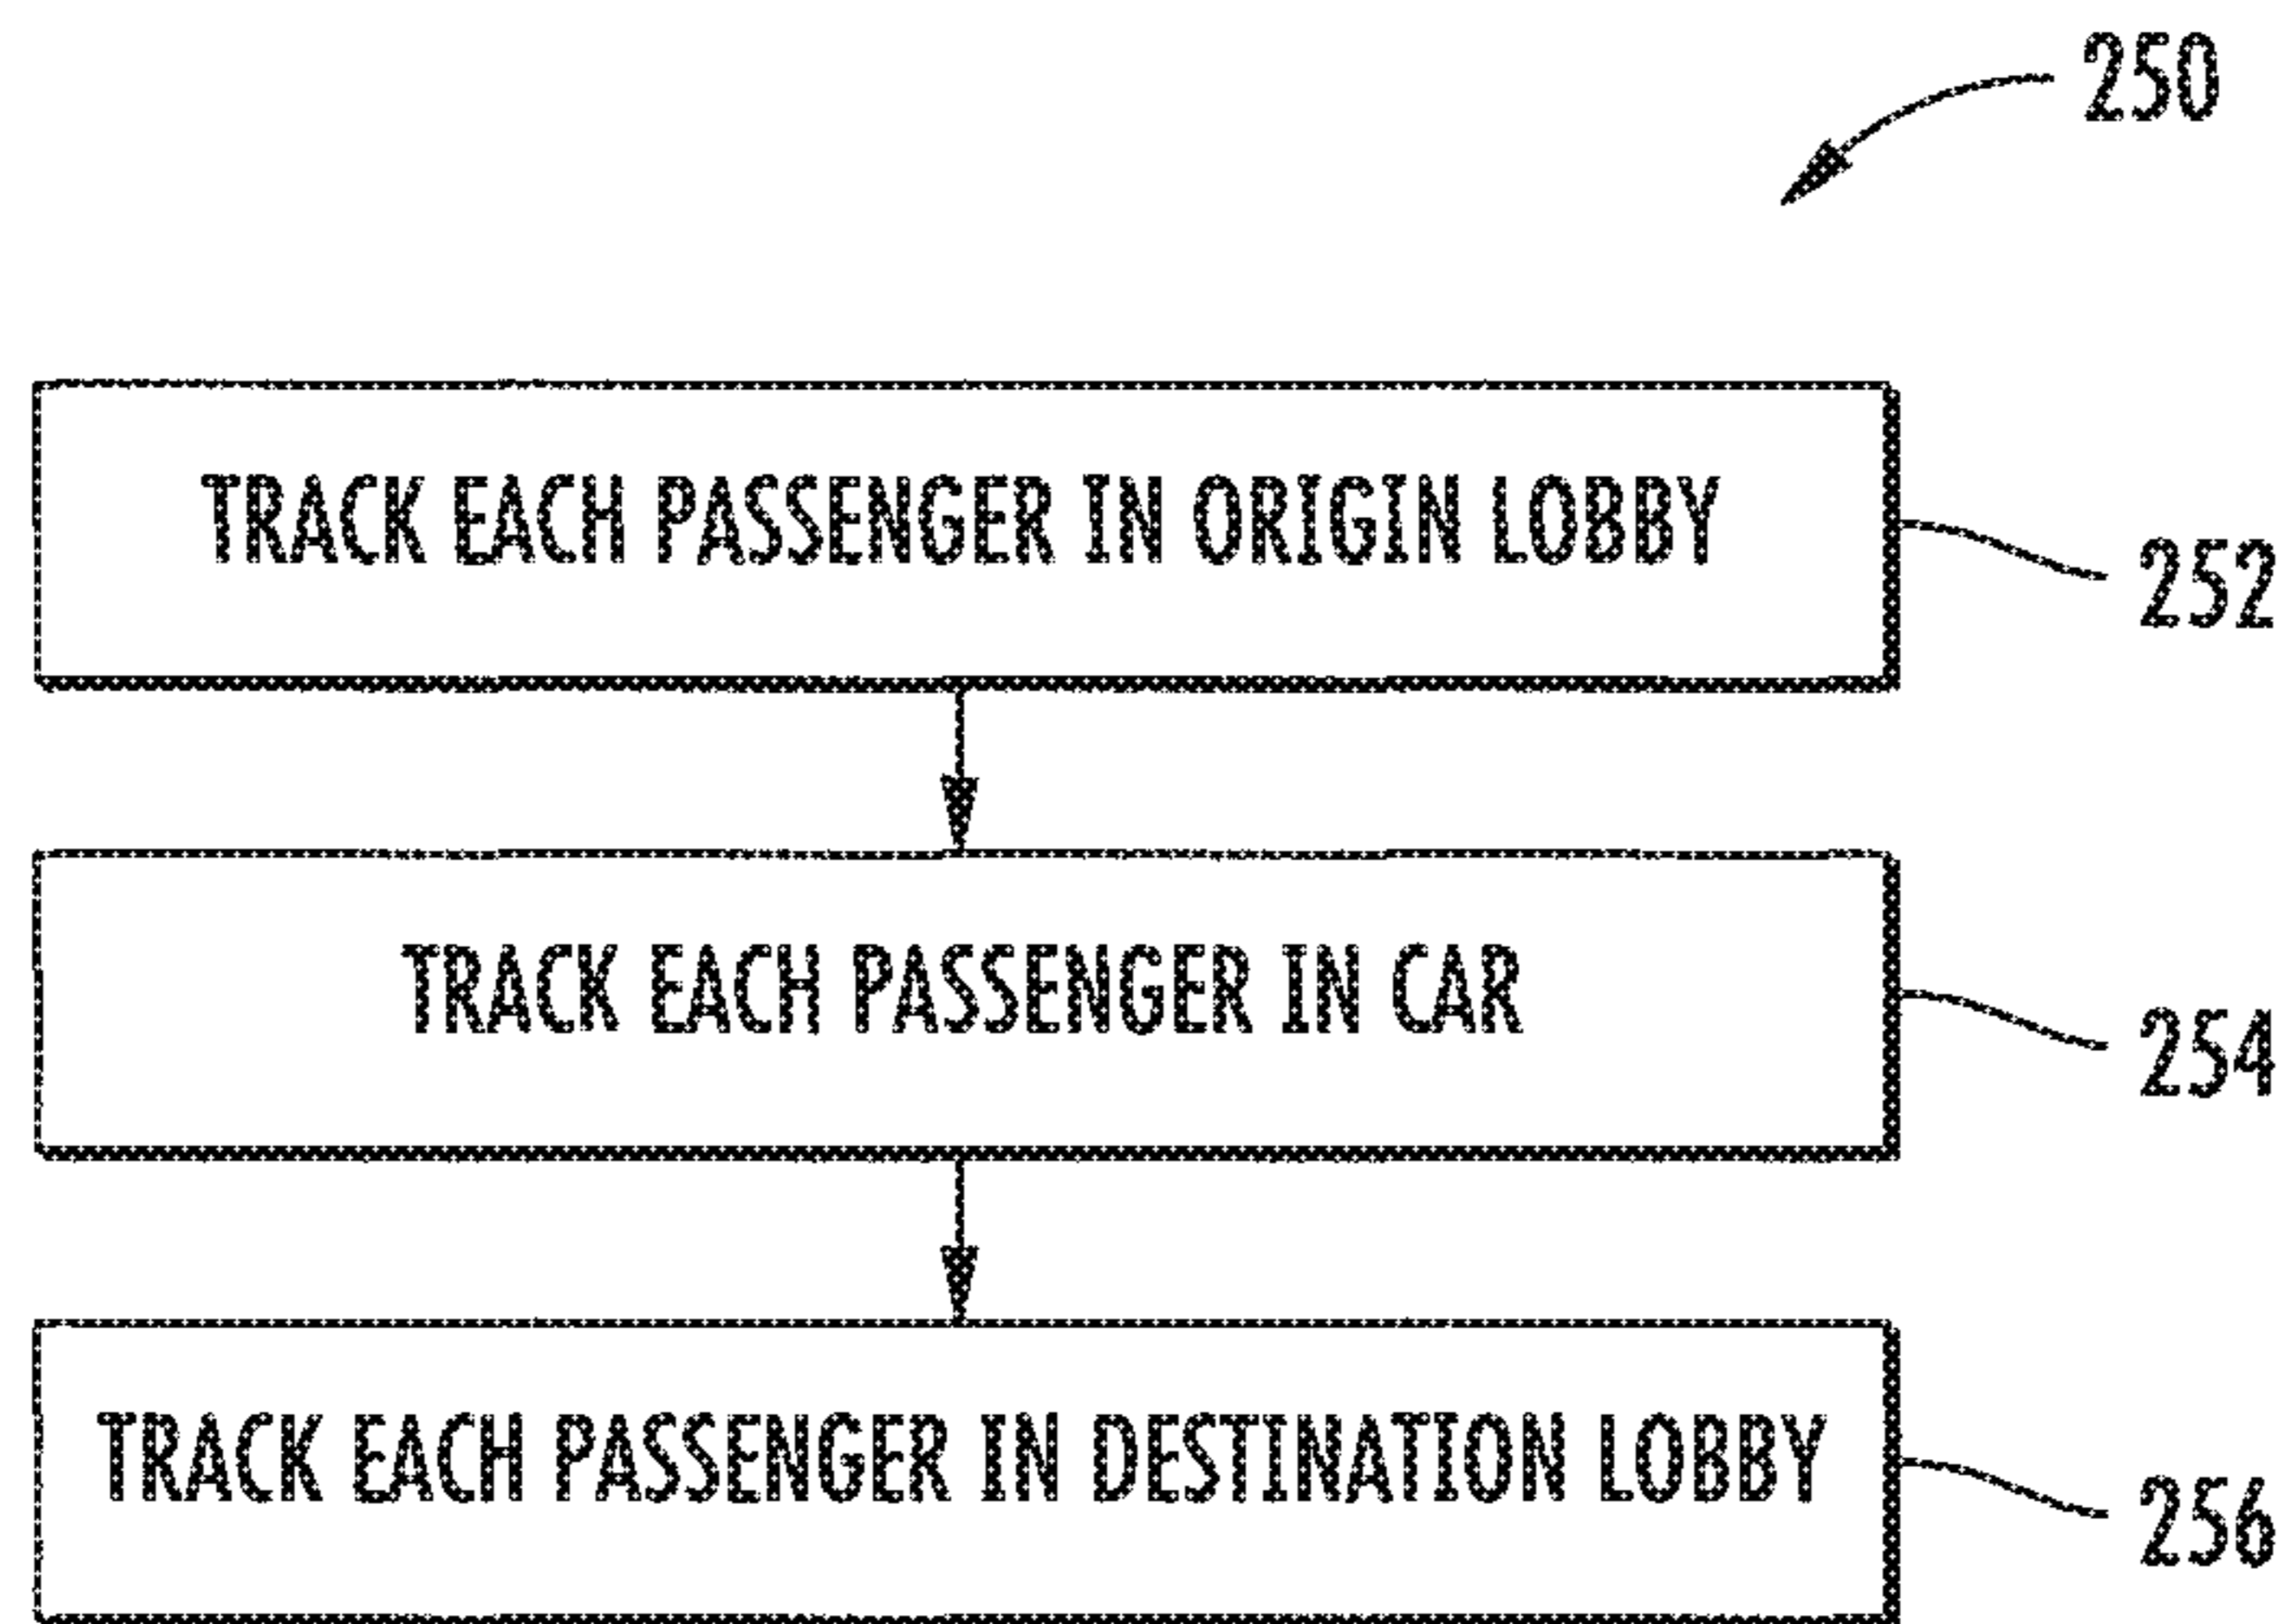 250
TRACK EACH PASSENGER IN ORIGIN LOBBY
252
TRACK EACH PASSENGER IN CAR
254
TRACK EACH PASSENGER IN DESTINATION LOBBY
256